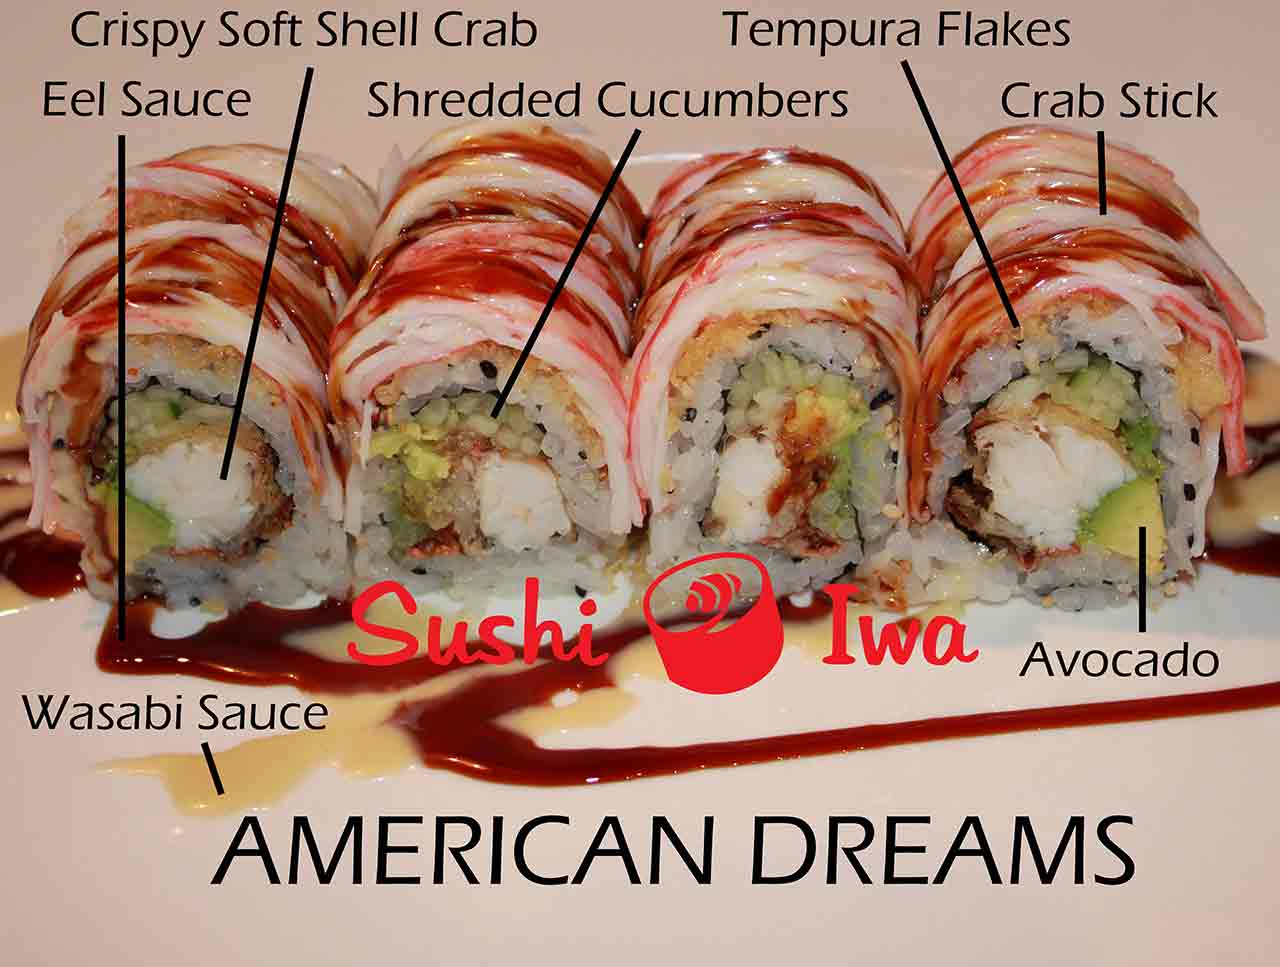 Crispy Soft Shell Crab
Tempura Flakes
Eel Sauce
Shredded Cucumbers
Crab Stick
Sushi Iwa
Avocado
Wasabi Sauce
AMERICAN DREAMS